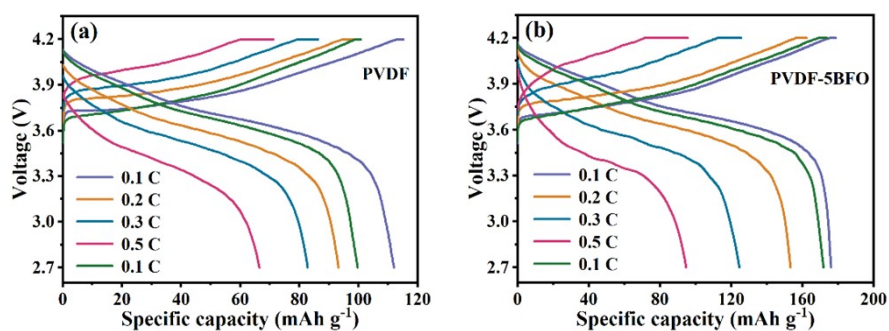 (a)
PVDF
4.2
3.9
3.6
3.3
3.0
2.7
Voltage (V)
0.1 C
0.2 C
0.3 C
0.5 C
0.1 C
0 20 40 60 80 100 120
Specific capacity (mAh g⁻¹)
(b)
PVDF-5BFO
4.2
3.9
3.6
3.3
3.0
2.7
Voltage (V)
0.1 C
0.2 C
0.3 C
0.5 C
0.1 C
0 40 80 120 160 200
Specific capacity (mAh g⁻¹)